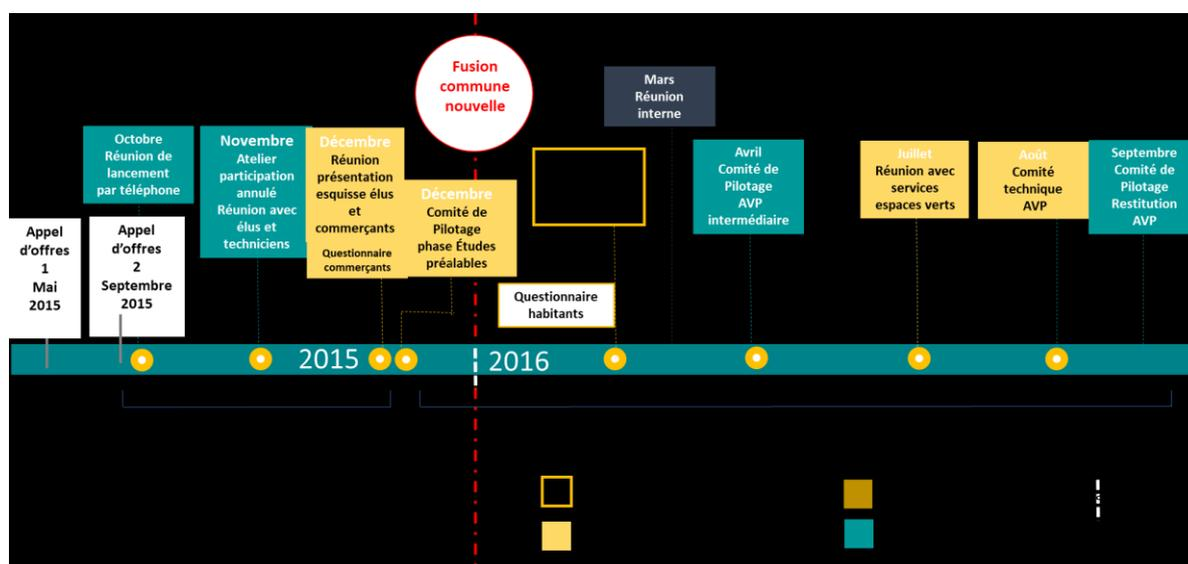 Fusion
commune
nouvelle
Mars
Réunion
interne
Octobre
Réunion de
lancement
par téléphone
Novembre
Atelier
participation
annulé
Réunion avec
élus et
techniciens
Décembre
Réunion
présentation
esquisse élus
et
commerçants
Questionnaire
commerçants
Décembre
Comité de
Pilotage
phase Études
préalables
Avril
Comité de
Pilotage
AVP
intermédiaire
Juillet
Réunion avec
services
espaces verts
Août
Comité
technique
AVP
Septembre
Comité de
Pilotage
Restitution
AVP
Appel
d’offres
1
Mai
2015
Appel
d’offres
2
Septembre
2015
Questionnaire
habitants
2015
2016